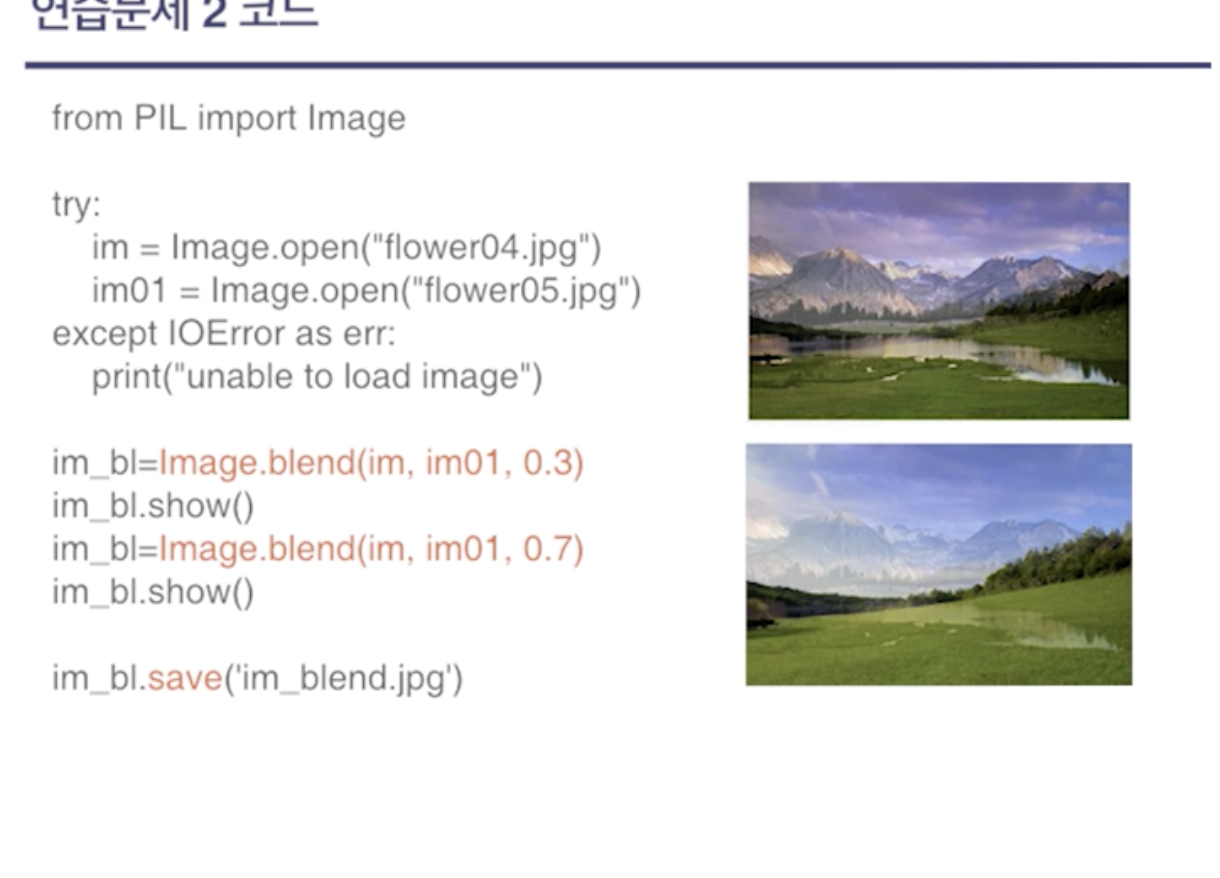 연습문제 2 코드
from PIL import Image
try:
im = Image.open("flower04.jpg")
im01 = Image.open("flower05.jpg")
except IOError as err:
print("unable to load image")
im_bl=Image.blend(im, im01, 0.3)
im_bl.show()
im_bl=Image.blend(im, im01, 0.7)
im_bl.show()
im_bl.save('im_blend.jpg')